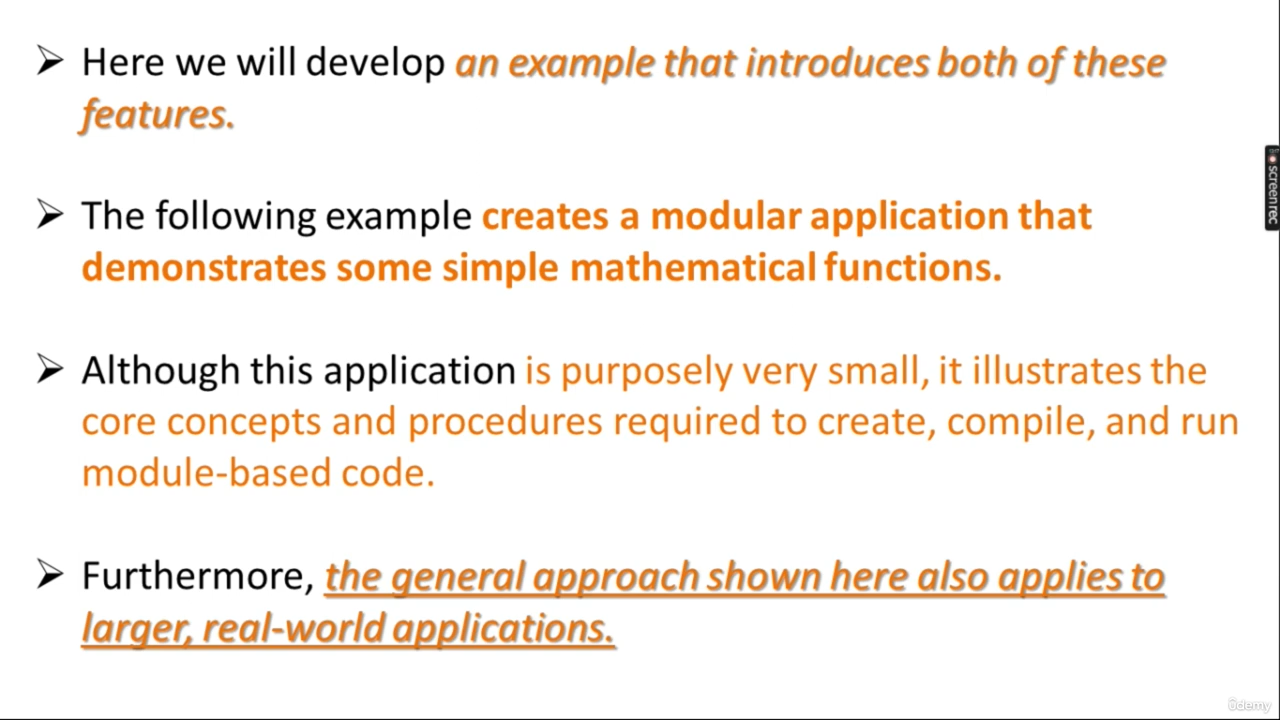 Here we will develop an example that introduces both of these
features.
The following example creates a modular application that
demonstrates some simple mathematical functions.
Although this application is purposely very small, it illustrates the
core concepts and procedures required to create, compile, and run
module-based code.
Furthermore, the general approach shown here also applies to
larger, real-world applications.
screenrec
ûdemy